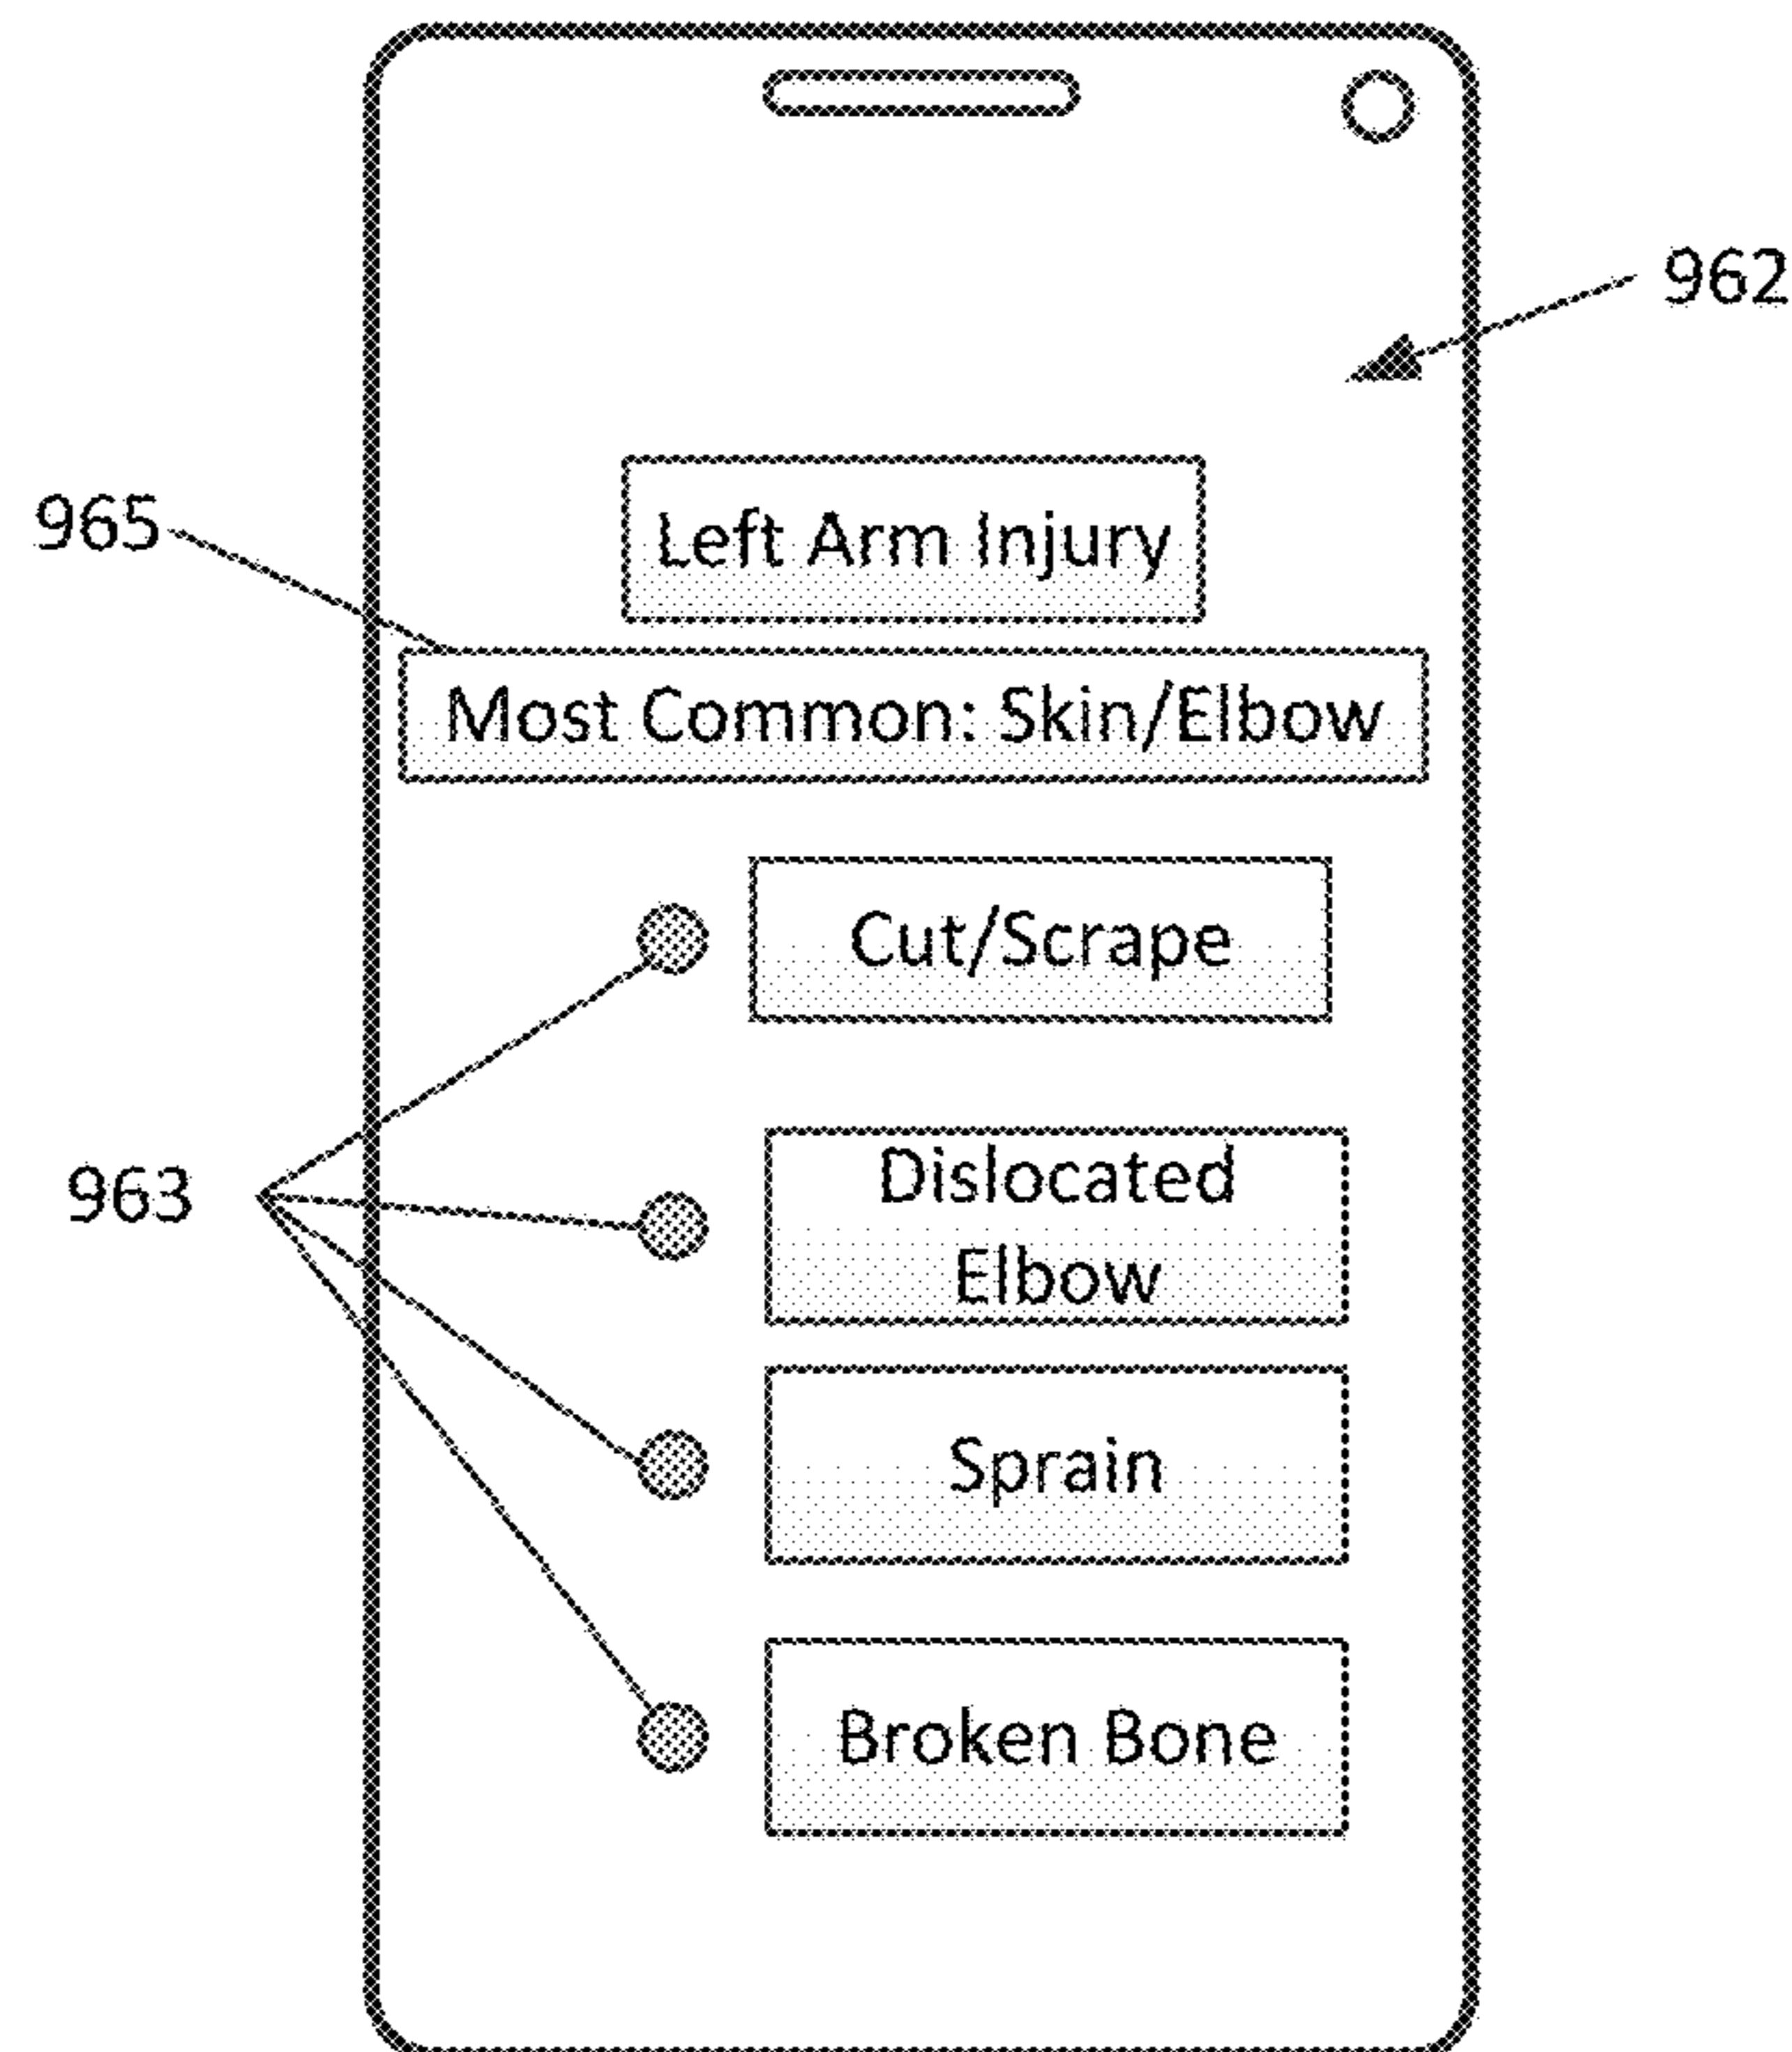 962
Left Arm Injury
965
Most Common: Skin/Elbow
Cut/Scrape
963
Dislocated
Elbow
Sprain
Broken Bone